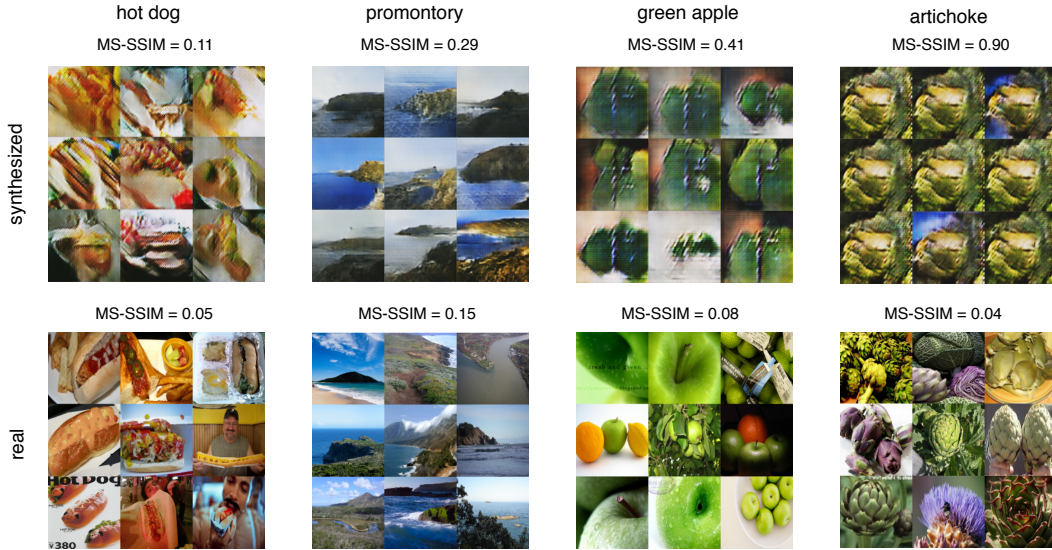 hot dog
promontory
green apple
artichoke
MS-SSIM = 0.11
MS-SSIM = 0.29
MS-SSIM = 0.41
MS-SSIM = 0.90
synthesized
MS-SSIM = 0.05
MS-SSIM = 0.15
MS-SSIM = 0.08
MS-SSIM = 0.04
real
Hot Dog
¥380